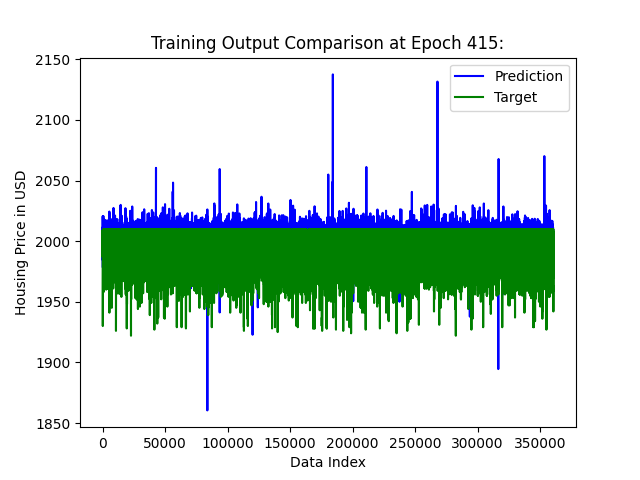 Training Output Comparison at Epoch 415:
Prediction
Target
Housing Price in USD
2150
2100
2050
2000
1950
1900
1850
0 50000 100000 150000 200000 250000 300000 350000
Data Index